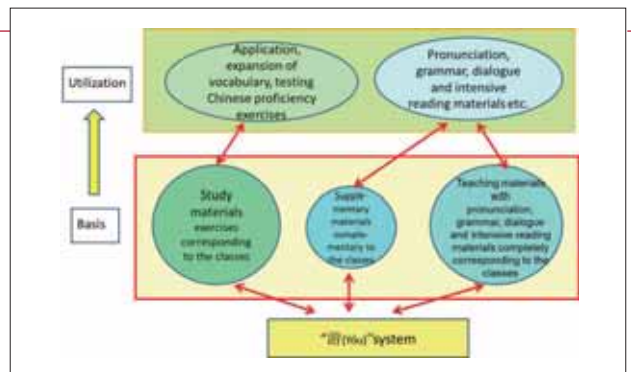 Utilization
Application,
expansion of
vocabulary, testing
Chinese proficiency
exercises
Pronunciation,
grammar, dialogue
and intensive
reading materials etc.
Basis
Study
materials
exercises
corresponding
to the classes
Supple
mentary
materials
comple-
mentary to
the classes
Teaching materials
with
pronunciation,
grammar, dialogue
and intensive reading
materials completely
corresponding to the
classes
"游(Yóu)"system